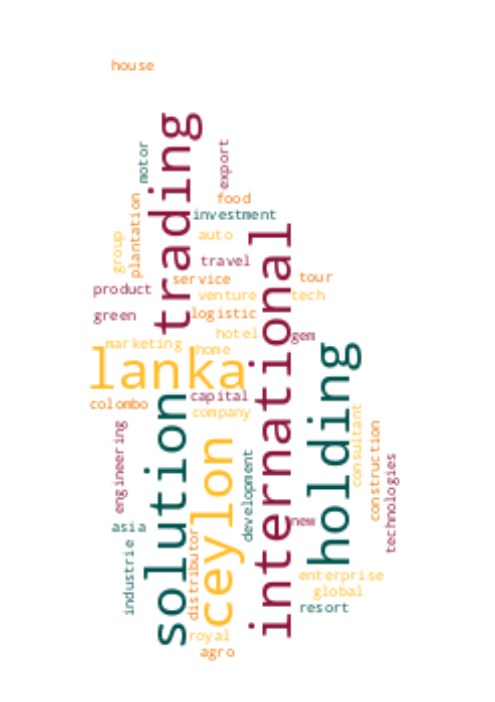 house
trading
motor
export
plantation
food
investment
group
auto
international
travel
service
tour
product
venture
tech
green
logistic
hotel
gem
marketing
home
lanka
holding
capital
colombo
company
solution
ceylon
engineering
development
consultant
construction
technologies
asia
new
industrie
distributor
enterprise
global
resort
royal
agro